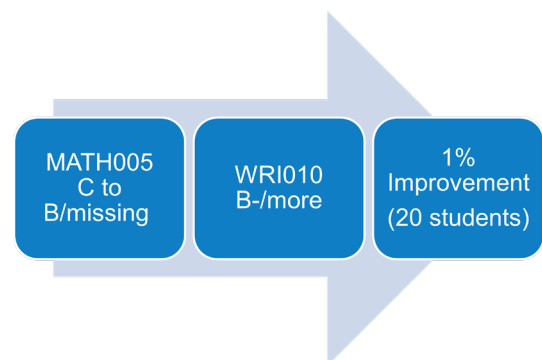 MATH005
C to
B/missing
WRI010
B-/more
1%
Improvement
(20 students)